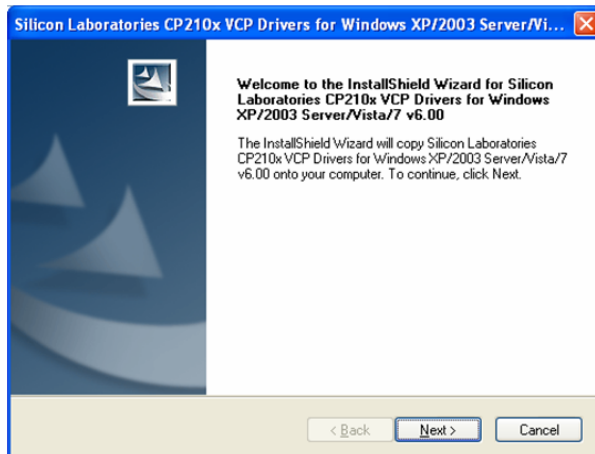 Silicon Laboratories CP210x VCP Drivers for Windows XP/2003 Server/Vi...
Welcome to the InstallShield Wizard for Silicon
Laboratories CP210x VCP Drivers for Windows
XP/2003 Server/Vista/7 v6.00
The InstallShield Wizard will copy Silicon Laboratories
CP210x VCP Drivers for Windows XP/2003 Server/Vista/7
v6.00 onto your computer. To continue, click Next.
< Back Next > Cancel